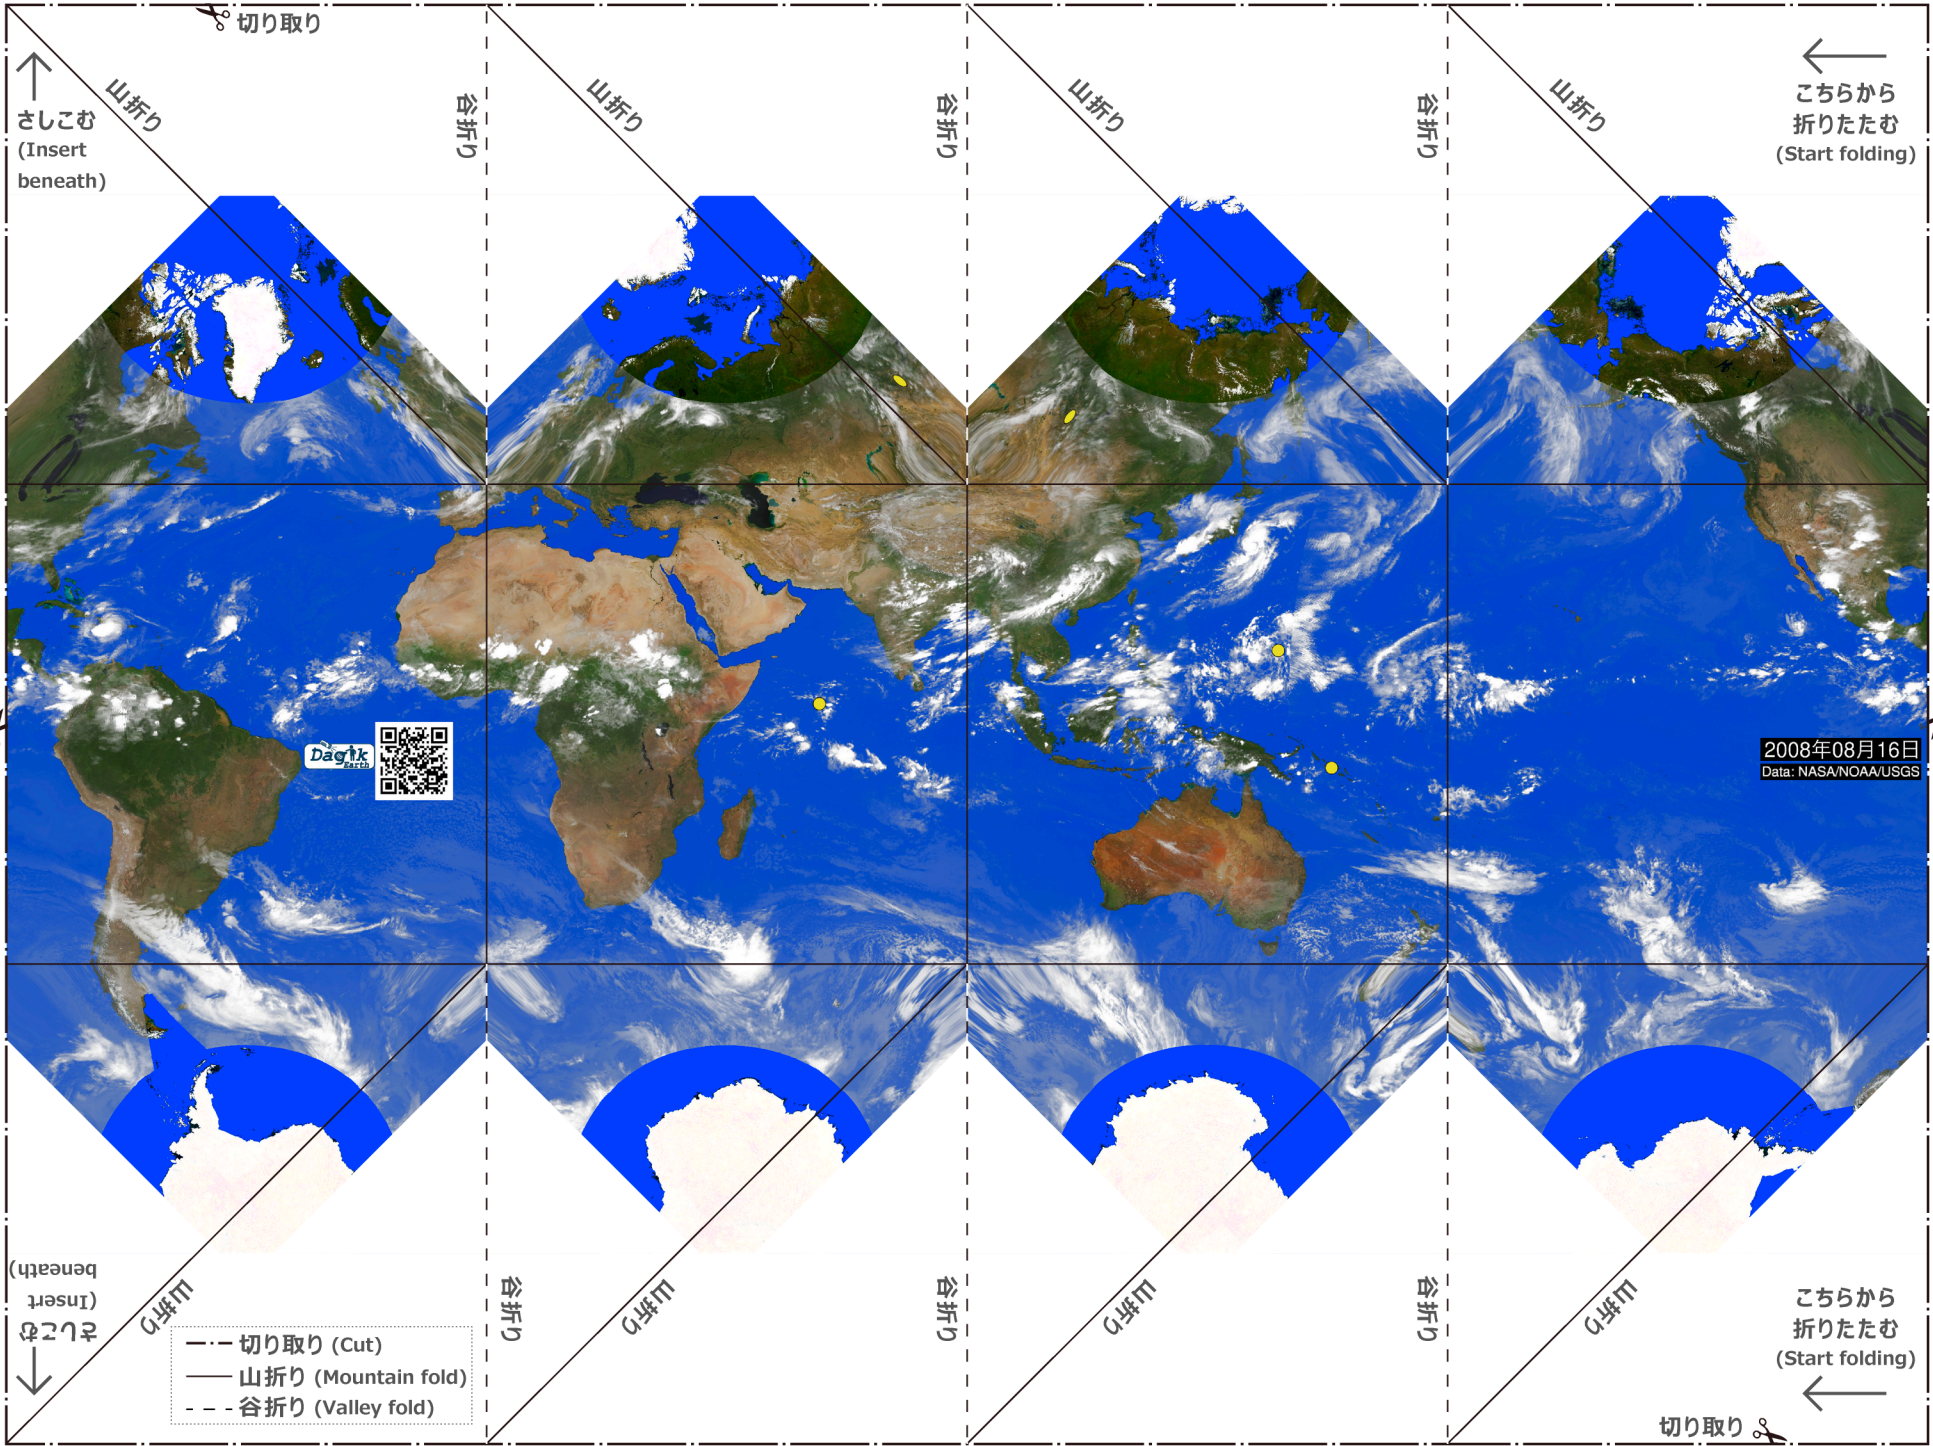 切り取り
さしこむ
(Insert
beneath)
山折り
谷折り
山折り
谷折り
山折り
谷折り
山折り
こちらから
折りたたむ
(Start folding)
Dagik
Earth
2008年08月16日
Data: NASA/NOAA/USGS
さしこむ
(Insert
beneath)
山折り
谷折り
山折り
谷折り
山折り
谷折り
山折り
こちらから
折りたたむ
(Start folding)
切り取り (Cut)
山折り (Mountain fold)
谷折り (Valley fold)
切り取り